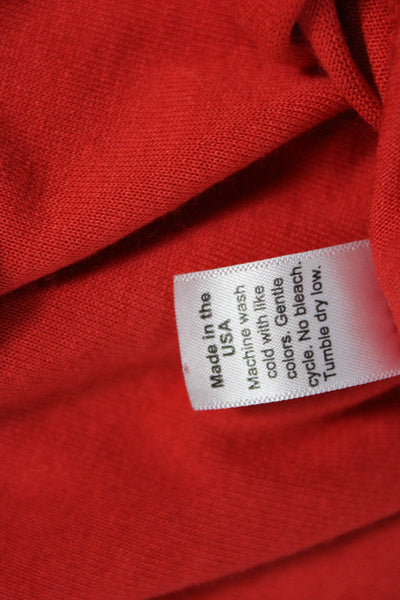 Made in the
USA
Machine wash
cold with like
colors. Gentle
cycle. No bleach.
Tumble dry low.